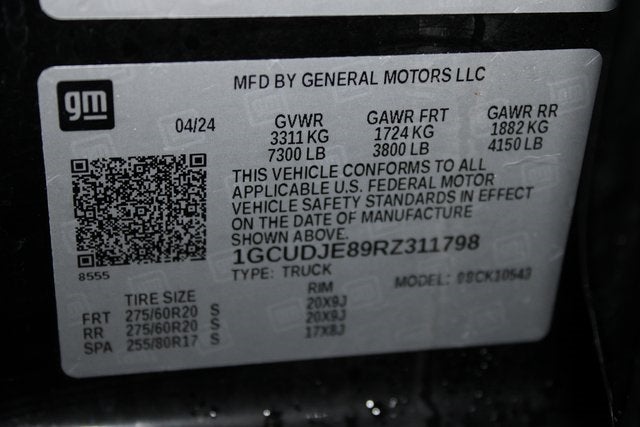 gm
MFD BY GENERAL MOTORS LLC
04/24
GVWR GAWR FRT GAWR RR
3311 KG 1724 KG 1882 KG
7300 LB 3800 LB 4150 LB
THIS VEHICLE CONFORMS TO ALL
APPLICABLE U.S. FEDERAL MOTOR
VEHICLE SAFETY STANDARDS IN EFFECT
ON THE DATE OF MANUFACTURE
SHOWN ABOVE.
1GCUDJE89RZ311798
8555
TYPE: TRUCK
MODEL:
TIRE SIZE RIM
FRT 275/60R20 S 20X9J
RR 275/60R20 S 20X9J
SPA 255/80R17 S 17X8J